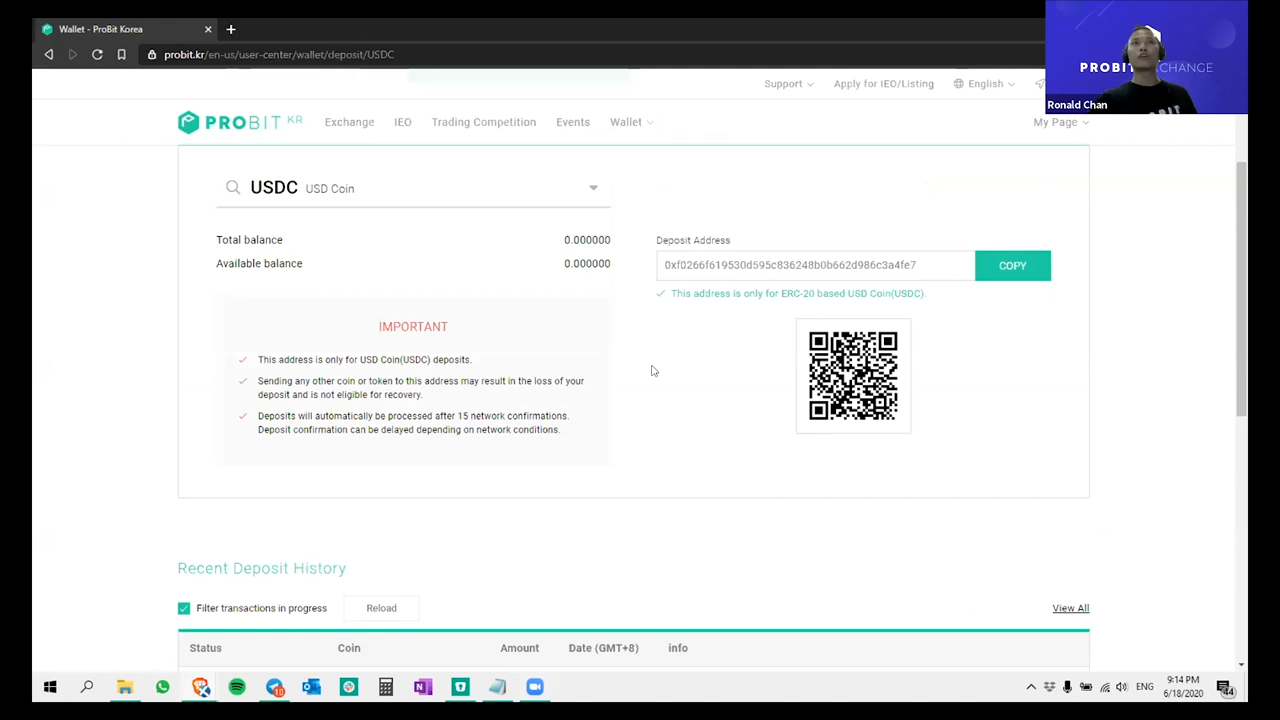 Wallet - ProBit Korea
probit.kr/en-us/user-center/wallet/deposit/USDC
PROBIT EXCHANGE
Ronald Chan
Support
Apply for IEO/Listing
English
PROBIT KR
Exchange
IEO
Trading Competition
Events
Wallet
My Page
USDC USD Coin
Total balance 0.000000
Available balance 0.000000
Deposit Address
0xf0266f619530d595c836248b0b662d986c3a4fe7
COPY
This address is only for ERC-20 based USD Coin(USDC).
IMPORTANT
This address is only for USD Coin(USDC) deposits.
Sending any other coin or token to this address may result in the loss of your
deposit and is not eligible for recovery.
Deposits will automatically be processed after 15 network confirmations.
Deposit confirmation can be delayed depending on network conditions.
Recent Deposit History
Filter transactions in progress
Reload
View All
Status Coin Amount Date (GMT+8) info
10
ENG
9:14 PM
6/18/2020
44